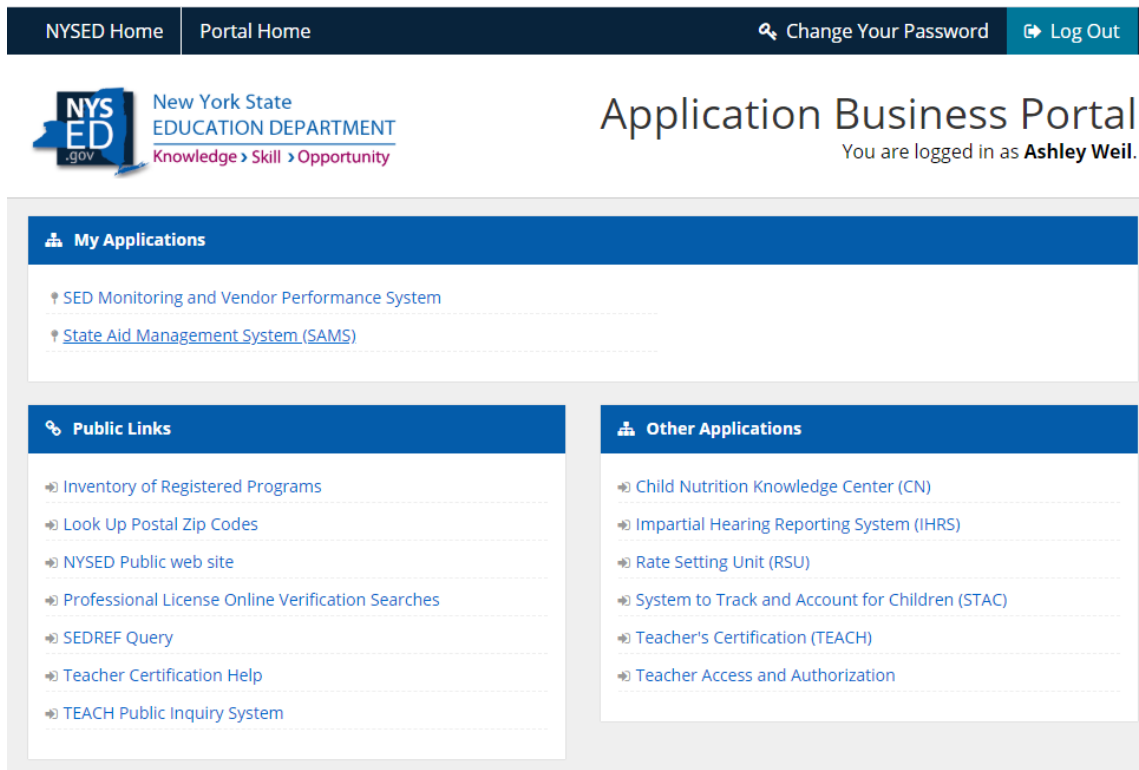 NYSED Home Portal Home Change Your Password Log Out
NYS
ED
.gov
New York State
EDUCATION DEPARTMENT
Knowledge › Skill › Opportunity
Application Business Portal
You are logged in as Ashley Weil.
My Applications
SED Monitoring and Vendor Performance System
State Aid Management System (SAMS)
Public Links
Inventory of Registered Programs
Look Up Postal Zip Codes
NYSED Public web site
Professional License Online Verification Searches
SEDREF Query
Teacher Certification Help
TEACH Public Inquiry System
Other Applications
Child Nutrition Knowledge Center (CN)
Impartial Hearing Reporting System (IHRS)
Rate Setting Unit (RSU)
System to Track and Account for Children (STAC)
Teacher's Certification (TEACH)
Teacher Access and Authorization